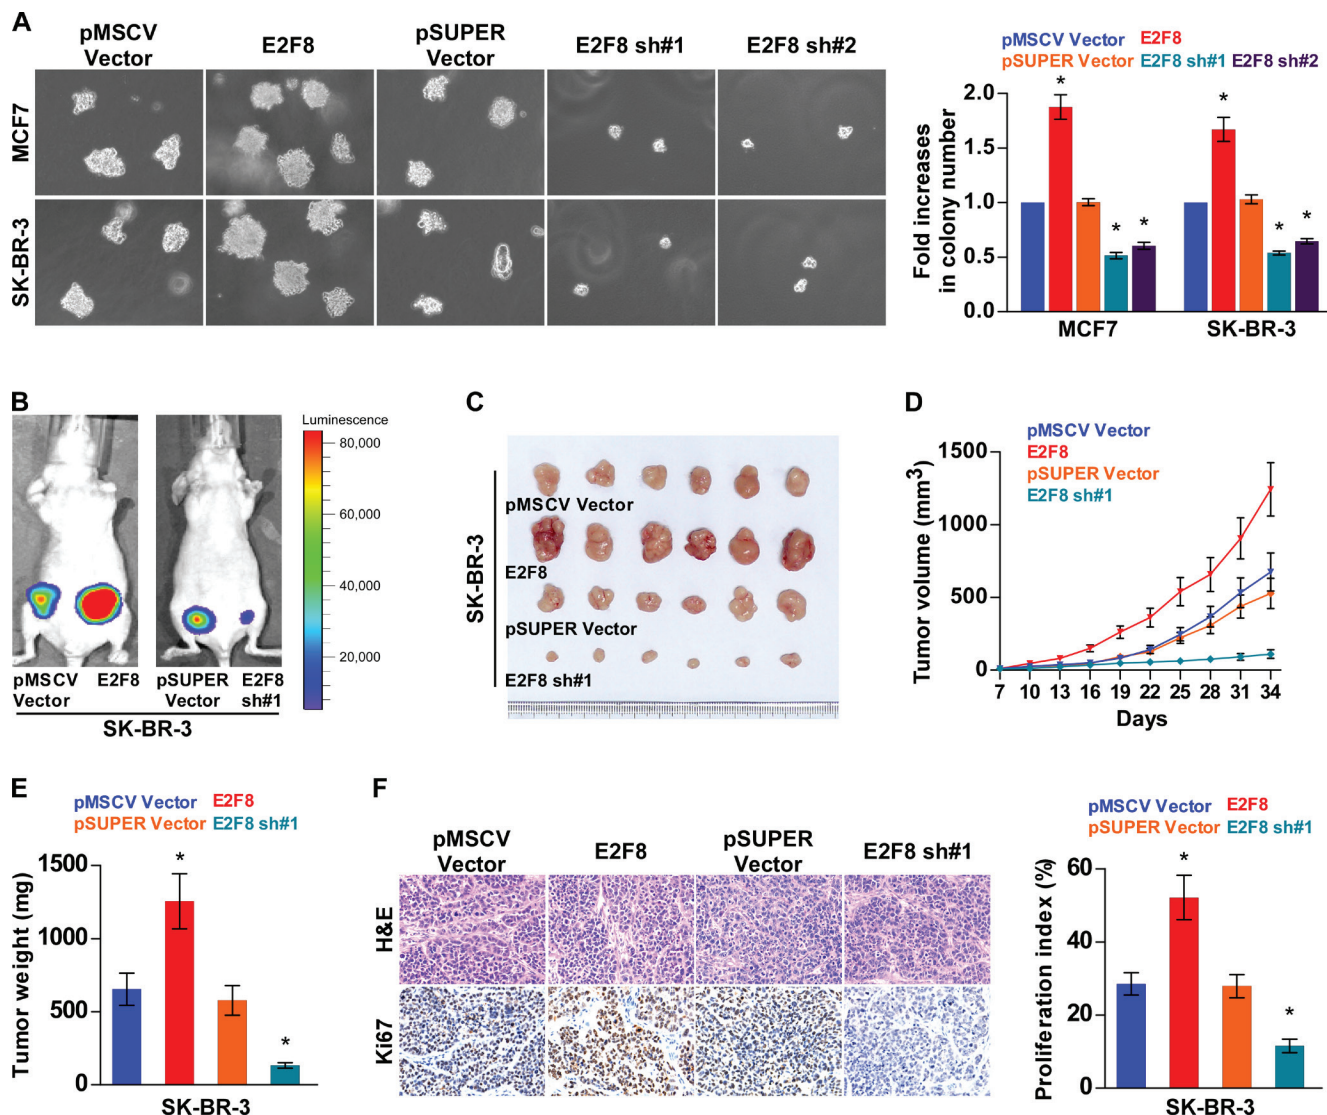 A
pMSCV
Vector
E2F8
pSUPER
Vector
E2F8 sh#1
E2F8 sh#2
MCF7
SK-BR-3
pMSCV Vector E2F8
pSUPER Vector E2F8 sh#1 E2F8 sh#2
Fold increases
in colony number
2.0
1.5
1.0
0.5
0.0
*
*
*
*
*
*
MCF7
SK-BR-3
B
Luminescence
80,000
60,000
40,000
20,000
pMSCV
Vector
E2F8
pSUPER
Vector
E2F8
sh#1
SK-BR-3
C
SK-BR-3
pMSCV Vector
E2F8
pSUPER Vector
E2F8 sh#1
D
pMSCV Vector
E2F8
pSUPER Vector
E2F8 sh#1
Tumor volume (mm3)
1500
1000
500
0
7 10 13 16 19 22 25 28 31 34
Days
E
pMSCV Vector E2F8
pSUPER Vector E2F8 sh#1
Tumor weight (mg)
1500
1000
500
0
*
*
SK-BR-3
F
pMSCV
Vector
E2F8
pSUPER
Vector
E2F8 sh#1
H&E
Ki67
pMSCV Vector E2F8
pSUPER Vector E2F8 sh#1
Proliferation index (%)
60
40
20
0
*
*
SK-BR-3